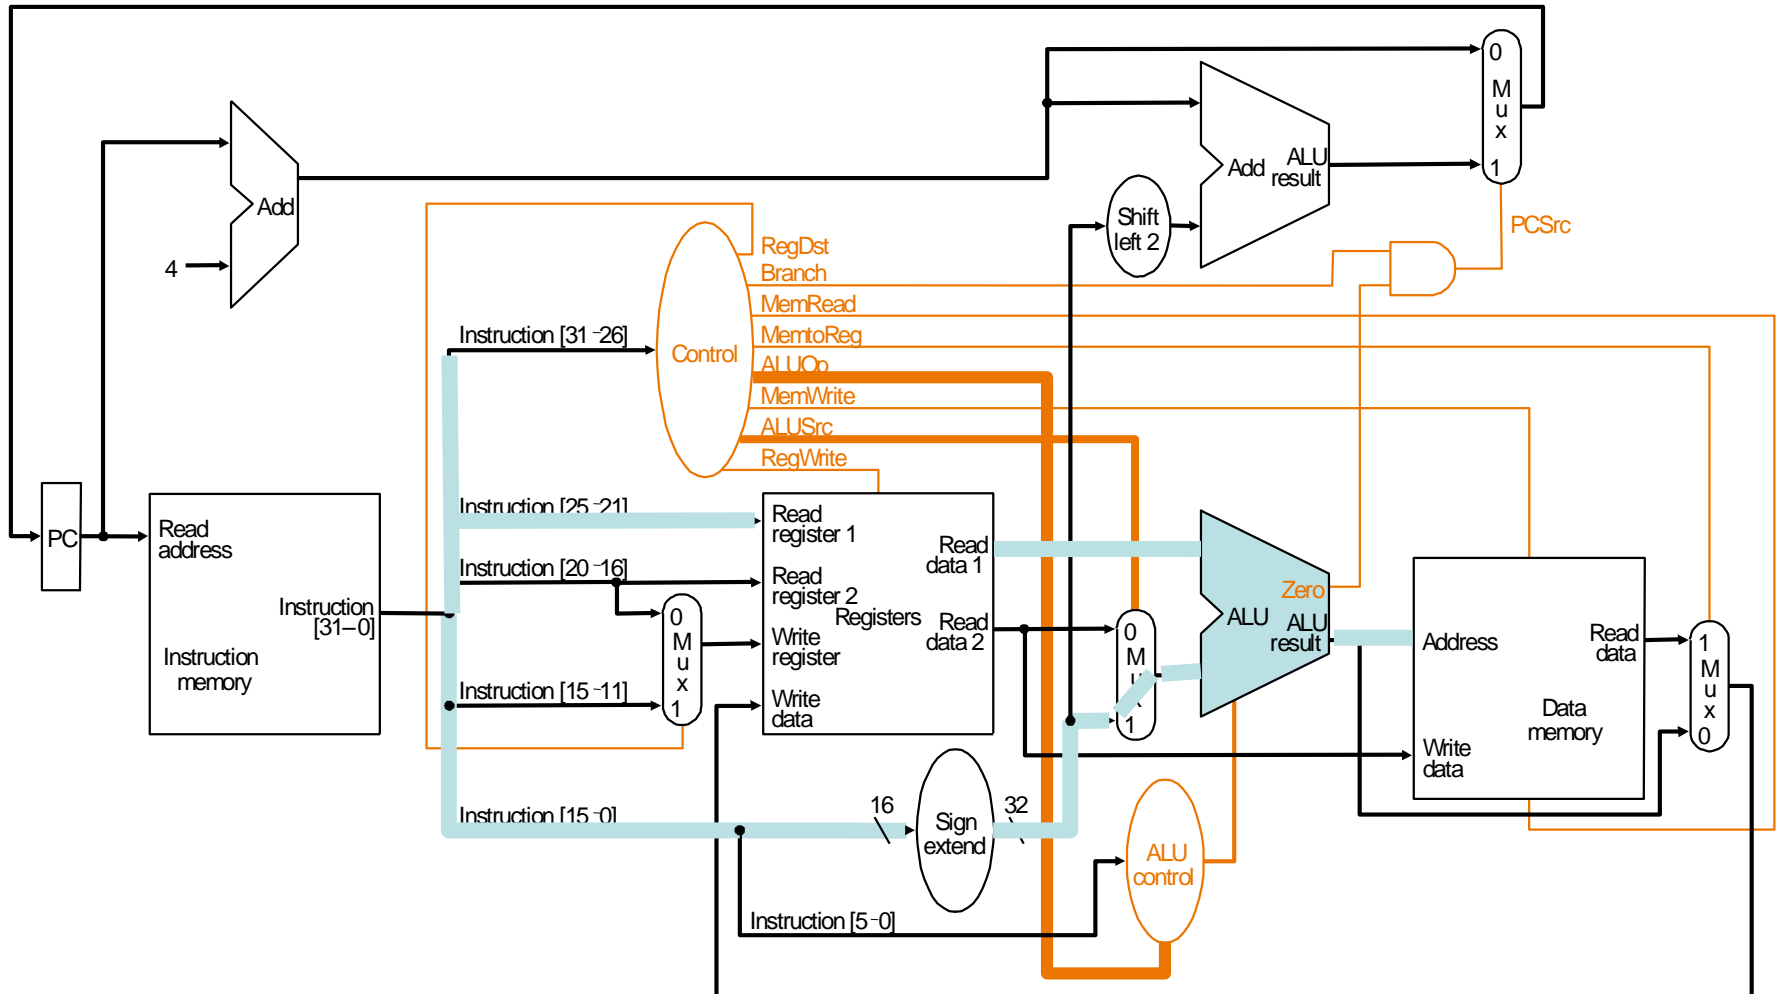 0
M
u
x
1
Add
ALU
result
Shift
left 2
PCSrc
Add
4
RegDst
Branch
MemRead
MemtoReg
ALUOp
MemWrite
ALUSrc
RegWrite
Control
Instruction [31–26]
Instruction [25–21]
Instruction [20–16]
Instruction [15–11]
Instruction [15–0]
Instruction [5–0]
PC
Read
address
Instruction
[31–0]
Instruction
memory
0
M
u
x
1
Read
register 1
Read
register 2
Registers
Write
register
Write
data
Read
data 1
Read
data 2
0
M
u
x
1
Zero
ALU
ALU
result
Address
Read
data
Data
memory
Write
data
1
M
u
x
0
16
Sign
extend
32
ALU
control